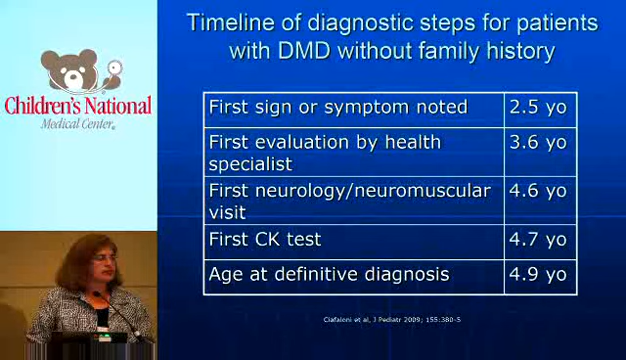 Timeline of diagnostic steps for patients
with DMD without family history
Children's National
Medical Center®
First sign or symptom noted 2.5 yo
First evaluation by health
specialist 3.6 yo
First neurology/neuromuscular
visit 4.6 yo
First CK test 4.7 yo
Age at definitive diagnosis 4.9 yo
Ciafaloni et al, J Pediatr 2009; 155:380-5